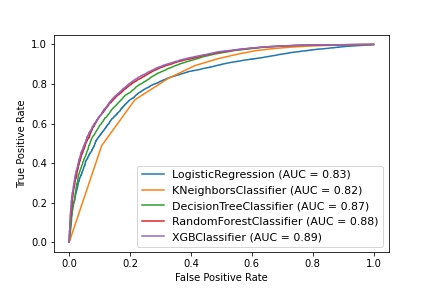 1.0
0.8
0.6
0.4
0.2
0.0
True Positive Rate
LogisticRegression (AUC = 0.83)
KNeighborsClassifier (AUC = 0.82)
DecisionTreeClassifier (AUC = 0.87)
RandomForestClassifier (AUC = 0.88)
XGBClassifier (AUC = 0.89)
0.0 0.2 0.4 0.6 0.8 1.0
False Positive Rate